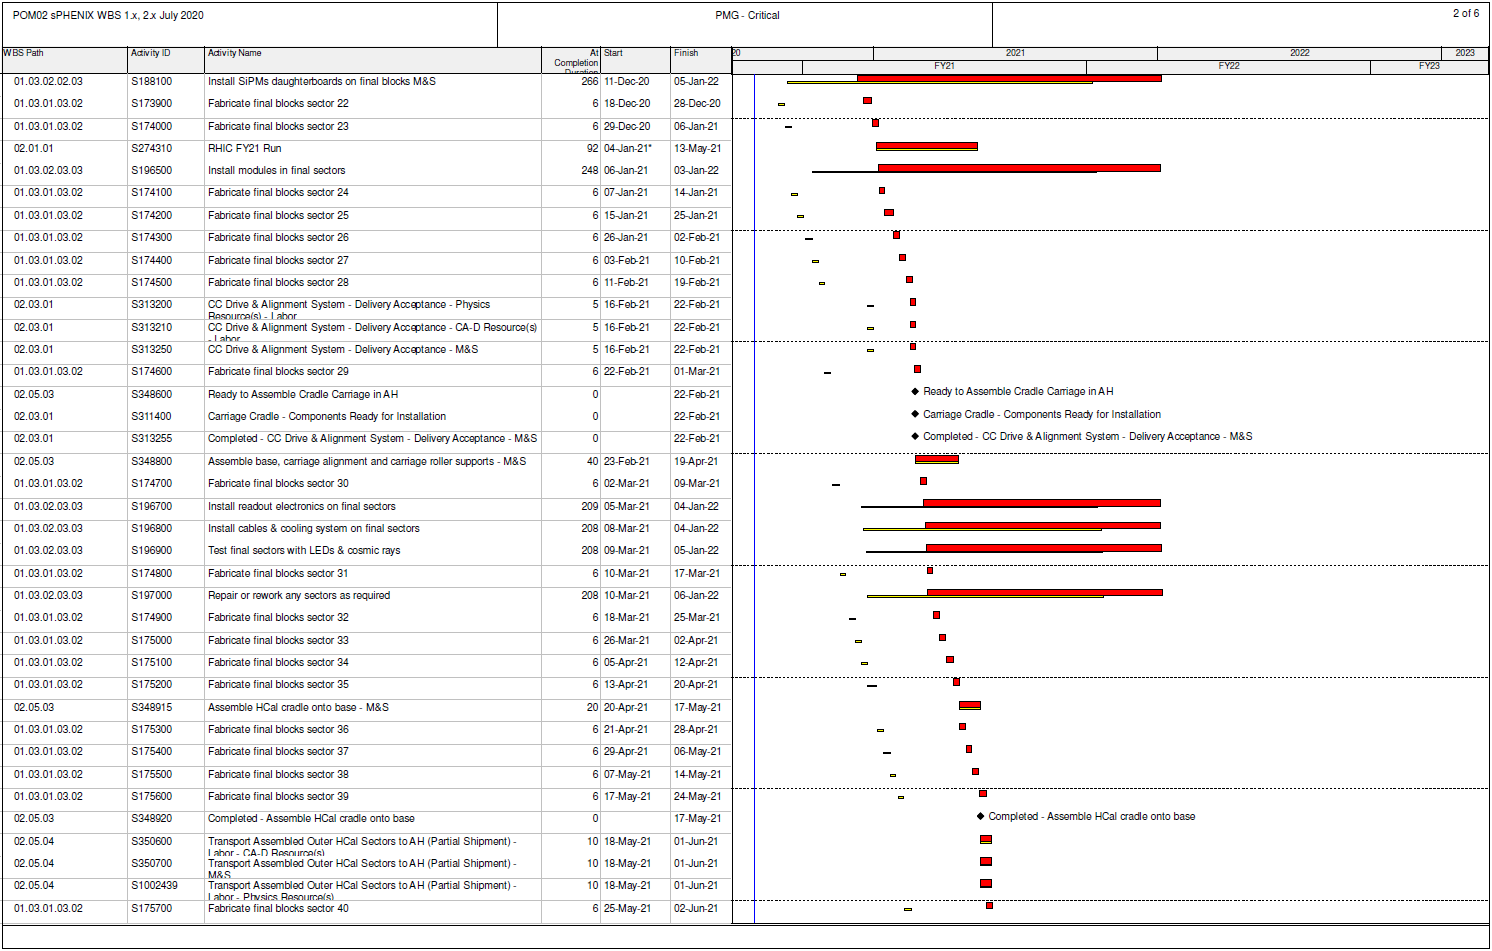 POM02 sPHENIX WBS 1.x, 2.x July 2020 PMG - Critical 2 of 6
WBS Path Activity ID Activity Name At Completion Duration Start Finish 20 2021 2022 2023
FY21 FY22 FY23
01.03.02.02.03 S188100 Install SiPMs daughterboards on final blocks M&S 266 11-Dec-20 05-Jan-22
01.03.01.03.02 S173900 Fabricate final blocks sector 22 6 18-Dec-20 28-Dec-20
01.03.01.03.02 S174000 Fabricate final blocks sector 23 6 29-Dec-20 06-Jan-21
02.01.01 S274310 RHIC FY21 Run 92 04-Jan-21* 13-May-21
01.03.02.03.03 S196500 Install modules in final sectors 248 06-Jan-21 03-Jan-22
01.03.01.03.02 S174100 Fabricate final blocks sector 24 6 07-Jan-21 14-Jan-21
01.03.01.03.02 S174200 Fabricate final blocks sector 25 6 15-Jan-21 25-Jan-21
01.03.01.03.02 S174300 Fabricate final blocks sector 26 6 26-Jan-21 02-Feb-21
01.03.01.03.02 S174400 Fabricate final blocks sector 27 6 03-Feb-21 10-Feb-21
01.03.01.03.02 S174500 Fabricate final blocks sector 28 6 11-Feb-21 19-Feb-21
02.03.01 S313200 CC Drive & Alignment System - Delivery Acceptance - Physics 5 16-Feb-21 22-Feb-21
Resource(s) - Labor
02.03.01 S313210 CC Drive & Alignment System - Delivery Acceptance - CA-D Resource(s) 5 16-Feb-21 22-Feb-21
- Labor
02.03.01 S313250 CC Drive & Alignment System - Delivery Acceptance - M&S 5 16-Feb-21 22-Feb-21
01.03.01.03.02 S174600 Fabricate final blocks sector 29 6 22-Feb-21 01-Mar-21
02.05.03 S348600 Ready to Assemble Cradle Carriage in AH 0 22-Feb-21 Ready to Assemble Cradle Carriage in AH
02.03.01 S311400 Carriage Cradle - Components Ready for Installation 0 22-Feb-21 Carriage Cradle - Components Ready for Installation
02.03.01 S313255 Completed - CC Drive & Alignment System - Delivery Acceptance - M&S 0 22-Feb-21 Completed - CC Drive & Alignment System - Delivery Acceptance - M&S
02.05.03 S348800 Assemble base, carriage alignment and carriage roller supports - M&S 40 23-Feb-21 19-Apr-21
01.03.01.03.02 S174700 Fabricate final blocks sector 30 6 02-Mar-21 09-Mar-21
01.03.02.03.03 S196700 Install readout electronics on final sectors 209 05-Mar-21 04-Jan-22
01.03.02.03.03 S196800 Install cables & cooling system on final sectors 208 08-Mar-21 04-Jan-22
01.03.02.03.03 S196900 Test final sectors with LEDs & cosmic rays 208 09-Mar-21 05-Jan-22
01.03.01.03.02 S174800 Fabricate final blocks sector 31 6 10-Mar-21 17-Mar-21
01.03.02.03.03 S197000 Repair or rework any sectors as required 208 10-Mar-21 06-Jan-22
01.03.01.03.02 S174900 Fabricate final blocks sector 32 6 18-Mar-21 25-Mar-21
01.03.01.03.02 S175000 Fabricate final blocks sector 33 6 26-Mar-21 02-Apr-21
01.03.01.03.02 S175100 Fabricate final blocks sector 34 6 05-Apr-21 12-Apr-21
01.03.01.03.02 S175200 Fabricate final blocks sector 35 6 13-Apr-21 20-Apr-21
02.05.03 S348915 Assemble HCal cradle onto base - M&S 20 20-Apr-21 17-May-21
01.03.01.03.02 S175300 Fabricate final blocks sector 36 6 21-Apr-21 28-Apr-21
01.03.01.03.02 S175400 Fabricate final blocks sector 37 6 29-Apr-21 06-May-21
01.03.01.03.02 S175500 Fabricate final blocks sector 38 6 07-May-21 14-May-21
01.03.01.03.02 S175600 Fabricate final blocks sector 39 6 17-May-21 24-May-21
02.05.03 S348920 Completed - Assemble HCal cradle onto base 0 17-May-21 Completed - Assemble HCal cradle onto base
02.05.04 S350600 Transport Assembled Outer HCal Sectors to AH (Partial Shipment) - 10 18-May-21 01-Jun-21
Labor - CA-D Resource(s)
02.05.04 S350700 Transport Assembled Outer HCal Sectors to AH (Partial Shipment) - 10 18-May-21 01-Jun-21
M&S
02.05.04 S1002439 Transport Assembled Outer HCal Sectors to AH (Partial Shipment) - 10 18-May-21 01-Jun-21
Labor - Physics Resource(s)
01.03.01.03.02 S175700 Fabricate final blocks sector 40 6 25-May-21 02-Jun-21